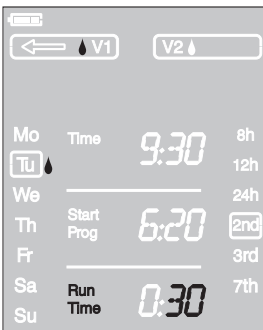 V1 V2
Mo Time 9:30 8h
Tu 12h
We 24h
Th Start Prog 6:20 2nd
Fr 3rd
Sa Run Time 0:30 7th
Su